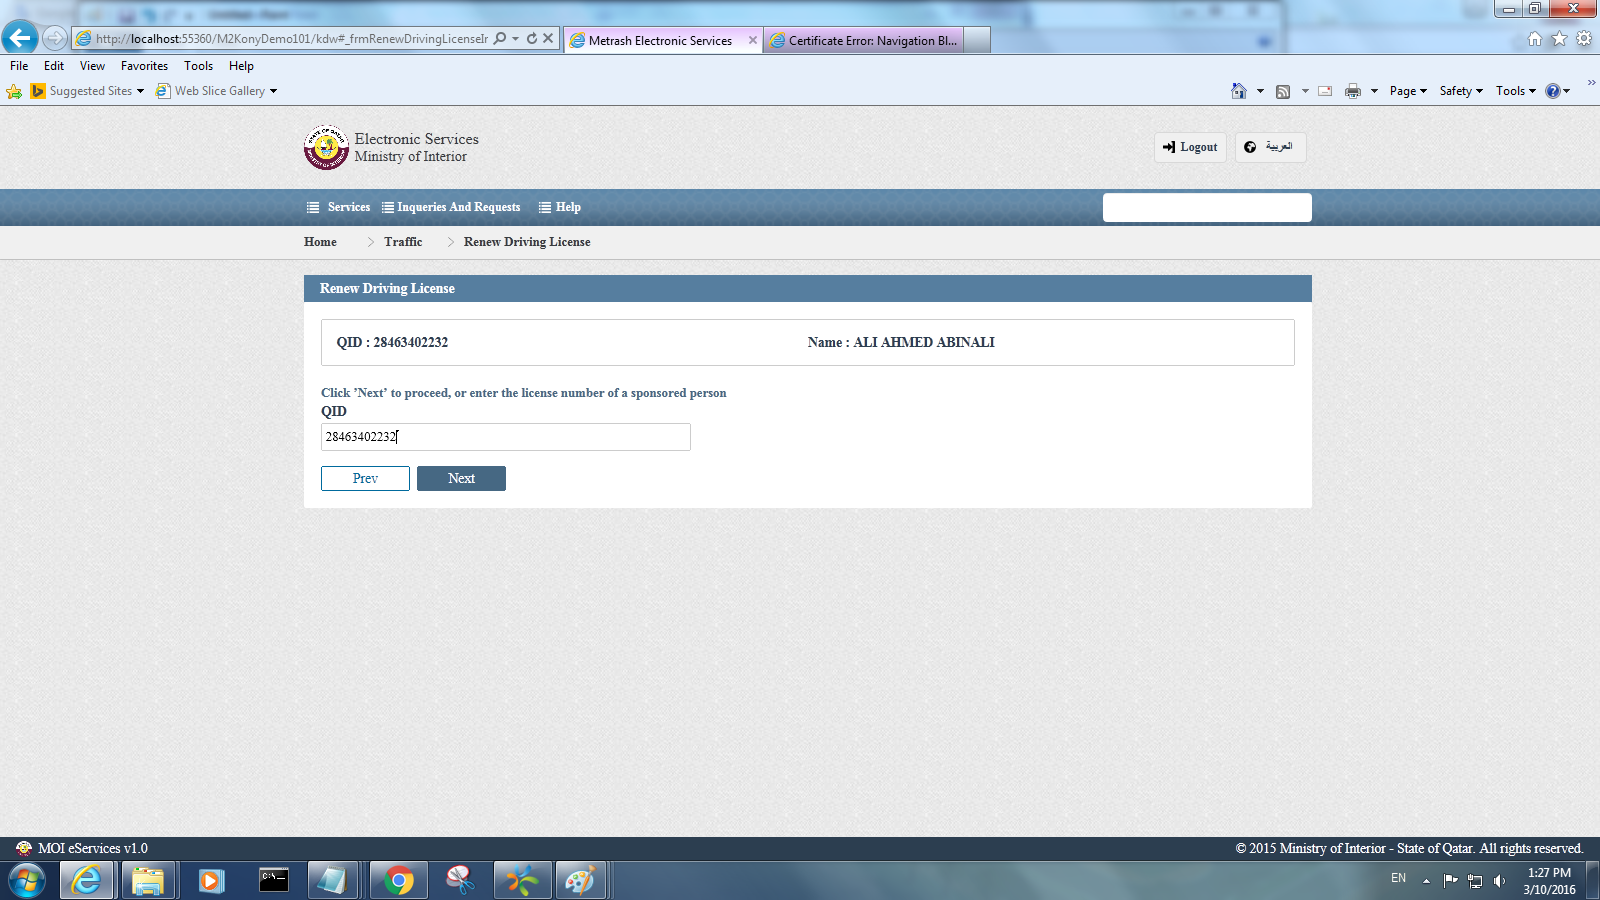 http://localhost:55360/M2KonyDemo101/kdw#_frmRenewDrivingLicenseIr
Metrash Electronic Services
Certificate Error: Navigation Bl...
File Edit View Favorites Tools Help
Suggested Sites Web Slice Gallery
Page Safety Tools
Electronic Services
Ministry of Interior
Logout
العربية
Services Inqueries And Requests Help
Home Traffic Renew Driving License
Renew Driving License
QID : 28463402232 Name : ALI AHMED ABINALI
Click ’Next’ to proceed, or enter the license number of a sponsored person
QID
28463402232
Prev Next
MOI eServices v1.0
© 2015 Ministry of Interior - State of Qatar. All rights reserved.
C:\
EN
1:27 PM
3/10/2016